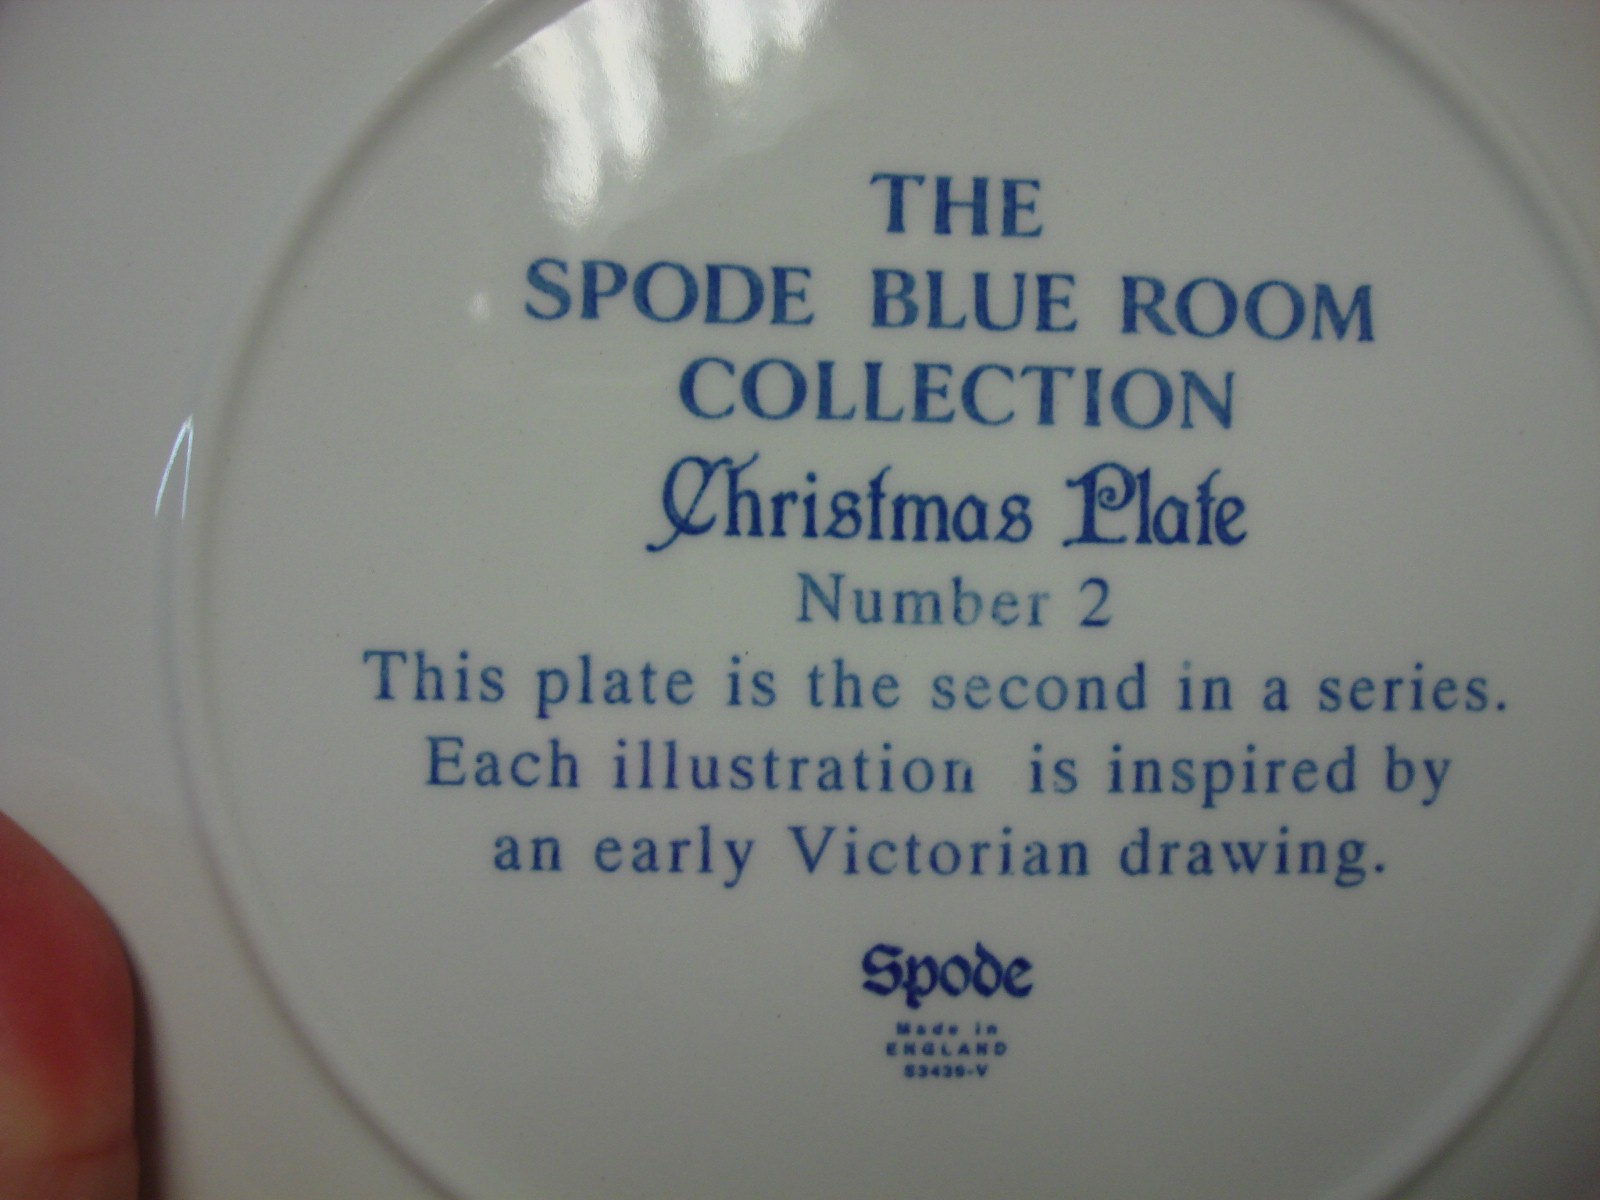 THE
SPODE BLUE ROOM
COLLECTION
Christmas Plate
Number 2
This plate is the second in a series.
Each illustration is inspired by
an early Victorian drawing.
Spode
Made in
ENGLAND